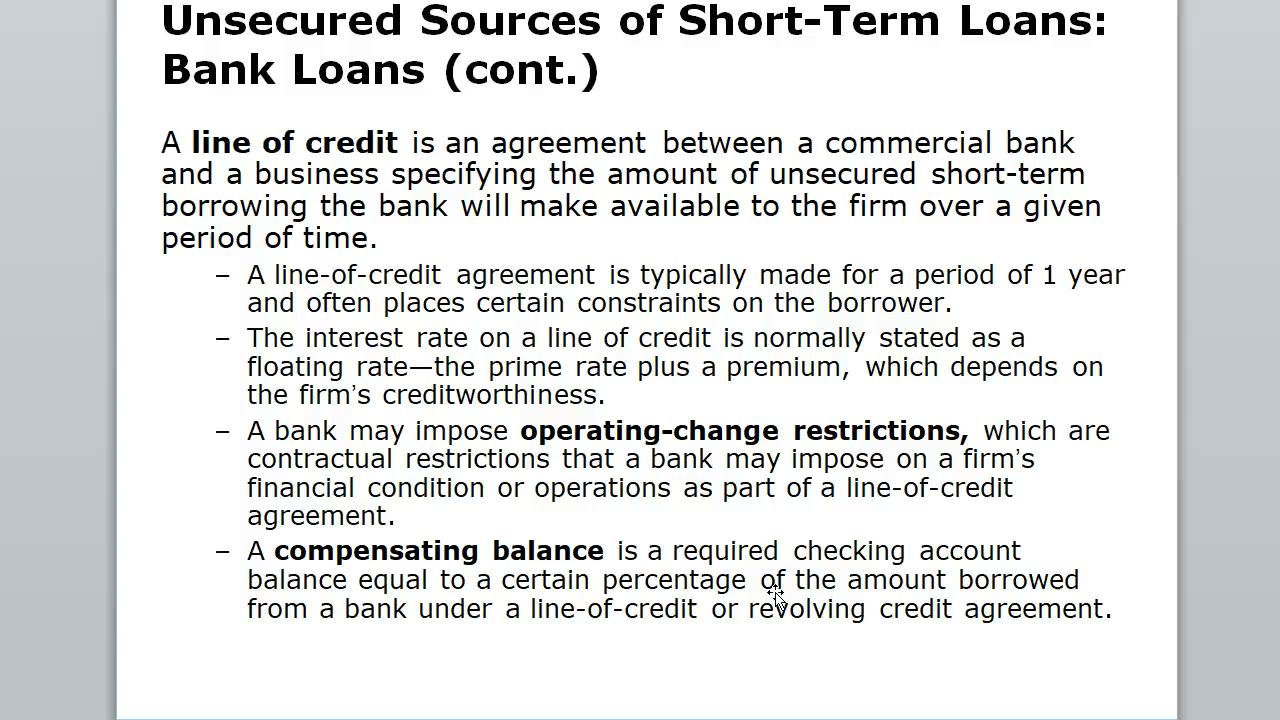 Unsecured Sources of Short-Term Loans:
Bank Loans (cont.)
A line of credit is an agreement between a commercial bank
and a business specifying the amount of unsecured short-term
borrowing the bank will make available to the firm over a given
period of time.
– A line-of-credit agreement is typically made for a period of 1 year
and often places certain constraints on the borrower.
– The interest rate on a line of credit is normally stated as a
floating rate—the prime rate plus a premium, which depends on
the firm’s creditworthiness.
– A bank may impose operating-change restrictions, which are
contractual restrictions that a bank may impose on a firm’s
financial condition or operations as part of a line-of-credit
agreement.
– A compensating balance is a required checking account
balance equal to a certain percentage of the amount borrowed
from a bank under a line-of-credit or revolving credit agreement.